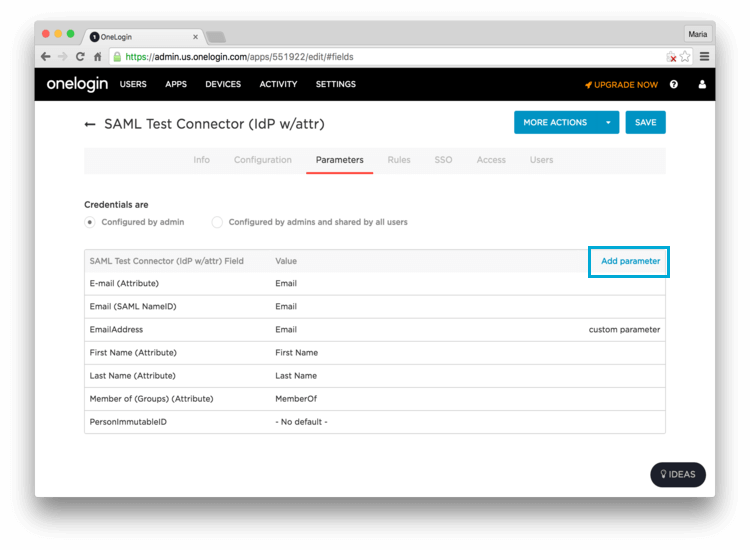 OneLogin
Maria
https://admin.us.onelogin.com/apps/551922/edit/#fields
onelogin USERS APPS DEVICES ACTIVITY SETTINGS UPGRADE NOW
← SAML Test Connector (IdP w/attr) MORE ACTIONS SAVE
Info Configuration Parameters Rules SSO Access Users
Credentials are
Configured by admin Configured by admins and shared by all users
SAML Test Connector (IdP w/attr) Field Value Add parameter
E-mail (Attribute) Email
Email (SAML NameID) Email
EmailAddress Email custom parameter
First Name (Attribute) First Name
Last Name (Attribute) Last Name
Member of (Groups) (Attribute) MemberOf
PersonImmutableID - No default -
IDEAS